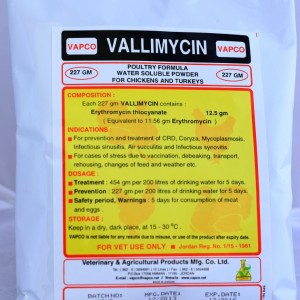 VAPCO VALLIMYCIN VAPCO
227 GM POULTRY FORMULA 227 GM
WATER SOLUBLE POWDER
FOR CHICKENS AND TURKEYS
COMPOSITION :
Each 227 gm VALLIMYCIN contains :
Erythromycin thiocyanate 12.5 gm
( Equivalent to 11.56 gm Erythromycin )
INDICATIONS :
• For prevention and treatment of CRD, Coryza, Mycoplasmosis,
Infectious sinusitis, Air sacculitis and Infectious synovitis.
• For cases of stress due to vaccination, debeaking, transport,
rehousing, changes of feed and weather etc.
DOSAGE :
• Treatment : 454 gm per 200 litres of drinking water for 5 days.
• Prevention : 227 gm per 200 litres of drinking water for 5 days.
• Safety period, Warnings : 5 days for consumption of meat
and eggs .
STORAGE :
Keep in a dry, dark place, at 15 - 30 °C .
VAPCO is not liable for any results due to misuse, or use of the product after expiry date.
FOR VET USE ONLY Jordan Reg. No. 1/15 - 1981
Veterinary & Agricultural Products Mfg. Co. Ltd.
BATCH NO: MFG.DATE: EXP.DATE: